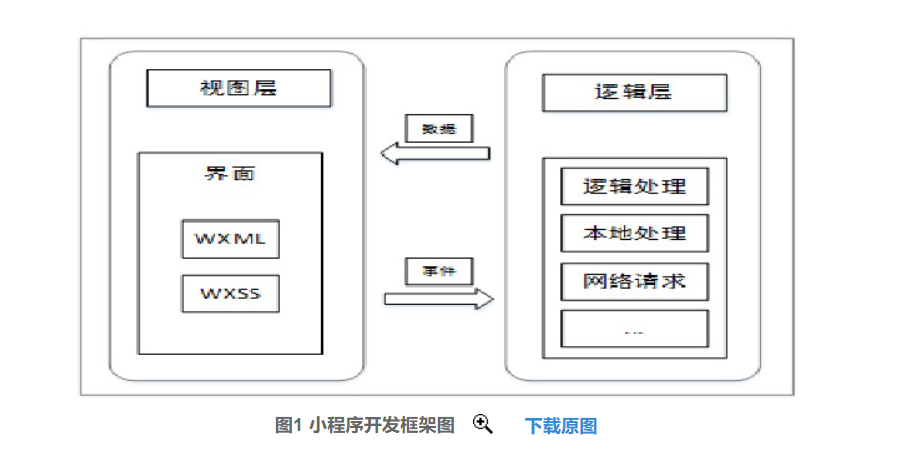 视图层
界面
WXML
WXSS
数据
事件
逻辑层
逻辑处理
本地处理
网络请求
...
图1 小程序开发框架图
下载原图